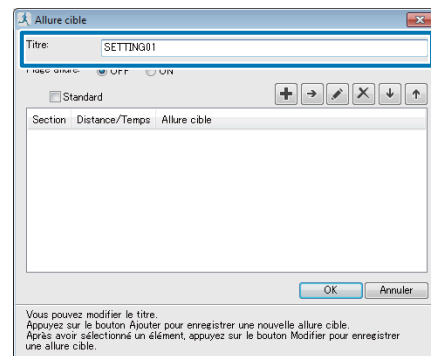 Allure cible
Titre: SETTING01
Plage allure: OFF ON
Standard
Section Distance/Temps Allure cible
OK Annuler
Vous pouvez modifier le titre.
Appuyez sur le bouton Ajouter pour enregistrer une nouvelle allure cible.
Après avoir sélectionné un élément, appuyez sur le bouton Modifier pour enregistrer
une allure cible.